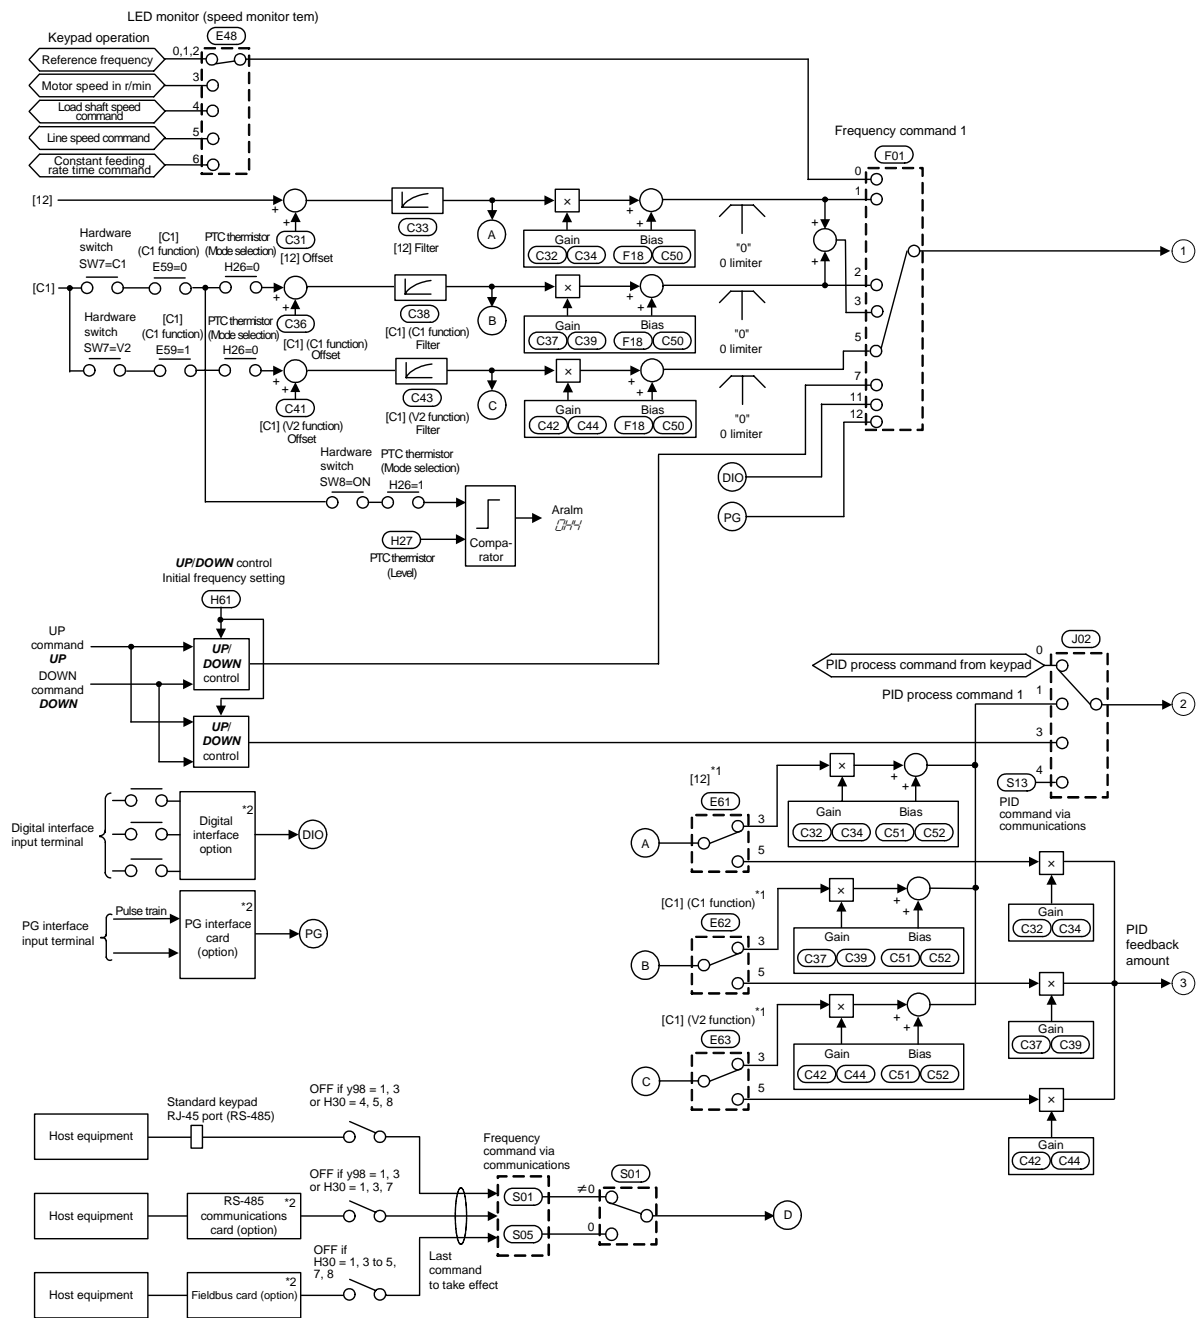 LED monitor (speed monitor tem)
E48
Keypad operation
Reference frequency
0,1,2
Motor speed in r/min
3
Load shaft speed
command
4
Line speed command
5
Constant feeding
rate time command
6
Frequency command 1
F01
0
1
2
3
5
7
11
12
1
[12]
+
+
C31
[12] Offset
C33
[12] Filter
A
×
Gain
C32
C34
+
+
Bias
F18
C50
"0"
0 limiter
+
+
Hardware
switch
SW7=C1
[C1]
(C1 function)
E59=0
PTC thermistor
(Mode selection)
H26=0
[C1]
+
+
C36
[C1] (C1 function)
Offset
C38
[C1] (C1 function)
Filter
B
×
Gain
C37
C39
+
+
Bias
F18
C50
"0"
0 limiter
Hardware
switch
SW7=V2
[C1]
(C1 function)
E59=1
PTC thermistor
(Mode selection)
H26=0
+
+
C41
[C1] (V2 function)
Offset
C43
[C1] (V2 function)
Filter
C
×
Gain
C42
C44
+
+
Bias
F18
C50
"0"
0 limiter
Hardware
switch
SW8=ON
PTC thermistor
(Mode selection)
H26=1
H27
PTC thermistor
(Level)
Compa-
rator
Aralm
0H4
DIO
PG
UP/DOWN control
Initial frequency setting
H61
UP
command
UP
DOWN
command
DOWN
UP/
DOWN
control
UP/
DOWN
control
J02
PID process command from keypad
0
PID process command 1
1
3
4
2
S13
PID
command via
communications
Digital interface
input terminal
*2
Digital
interface
option
DIO
PG interface
input terminal
Pulse train
*2
PG interface
card
(option)
PG
[12]*1
E61
A
3
5
×
Gain
C32
C34
+
+
Bias
C51
C52
×
Gain
C32
C34
[C1] (C1 function)*1
E62
B
3
5
×
Gain
C37
C39
+
+
Bias
C51
C52
×
Gain
C37
C39
PID
feedback
amount
3
[C1] (V2 function)*1
E63
C
3
5
×
Gain
C42
C44
+
+
Bias
C51
C52
×
Gain
C42
C44
Host equipment
Standard keypad
RJ-45 port (RS-485)
OFF if y98 = 1, 3
or H30 = 4, 5, 8
Host equipment
RS-485
communications
card (option)
*2
OFF if y98 = 1, 3
or H30 = 1, 3, 7
Host equipment
Fieldbus card (option)
*2
OFF if
H30 = 1, 3 to 5,
7, 8
Last
command
to take effect
Frequency
command via
communications
S01
S05
S01
≠0
0
D